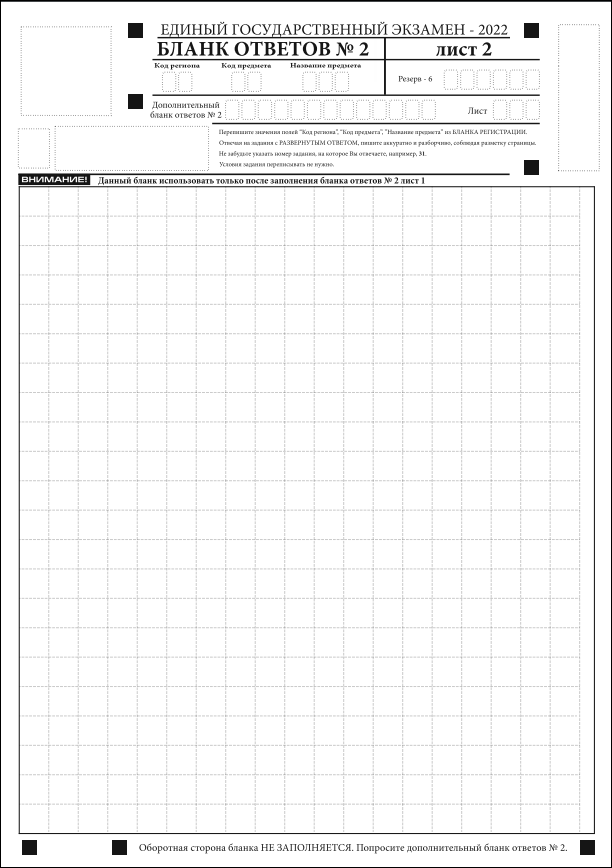 ЕДИНЫЙ ГОСУДАРСТВЕННЫЙ ЭКЗАМЕН - 2022
БЛАНК ОТВЕТОВ № 2
лист 2
Код региона Код предмета Название предмета
Резерв - 6
Дополнительный
бланк ответов № 2
Лист
Перепишите значения полей "Код региона", "Код предмета", "Название предмета" из БЛАНКА РЕГИСТРАЦИИ.
Отвечая на задания с РАЗВЕРНУТЫМ ОТВЕТОМ, пишите аккуратно и разборчиво, соблюдая разметку страницы.
Не забудьте указать номер задания, на которое Вы отвечаете, например, 31.
Условия задания переписывать не нужно.
ВНИМАНИЕ! Данный бланк использовать только после заполнения бланка ответов № 2 лист 1
Оборотная сторона бланка НЕ ЗАПОЛНЯЕТСЯ. Попросите дополнительный бланк ответов № 2.